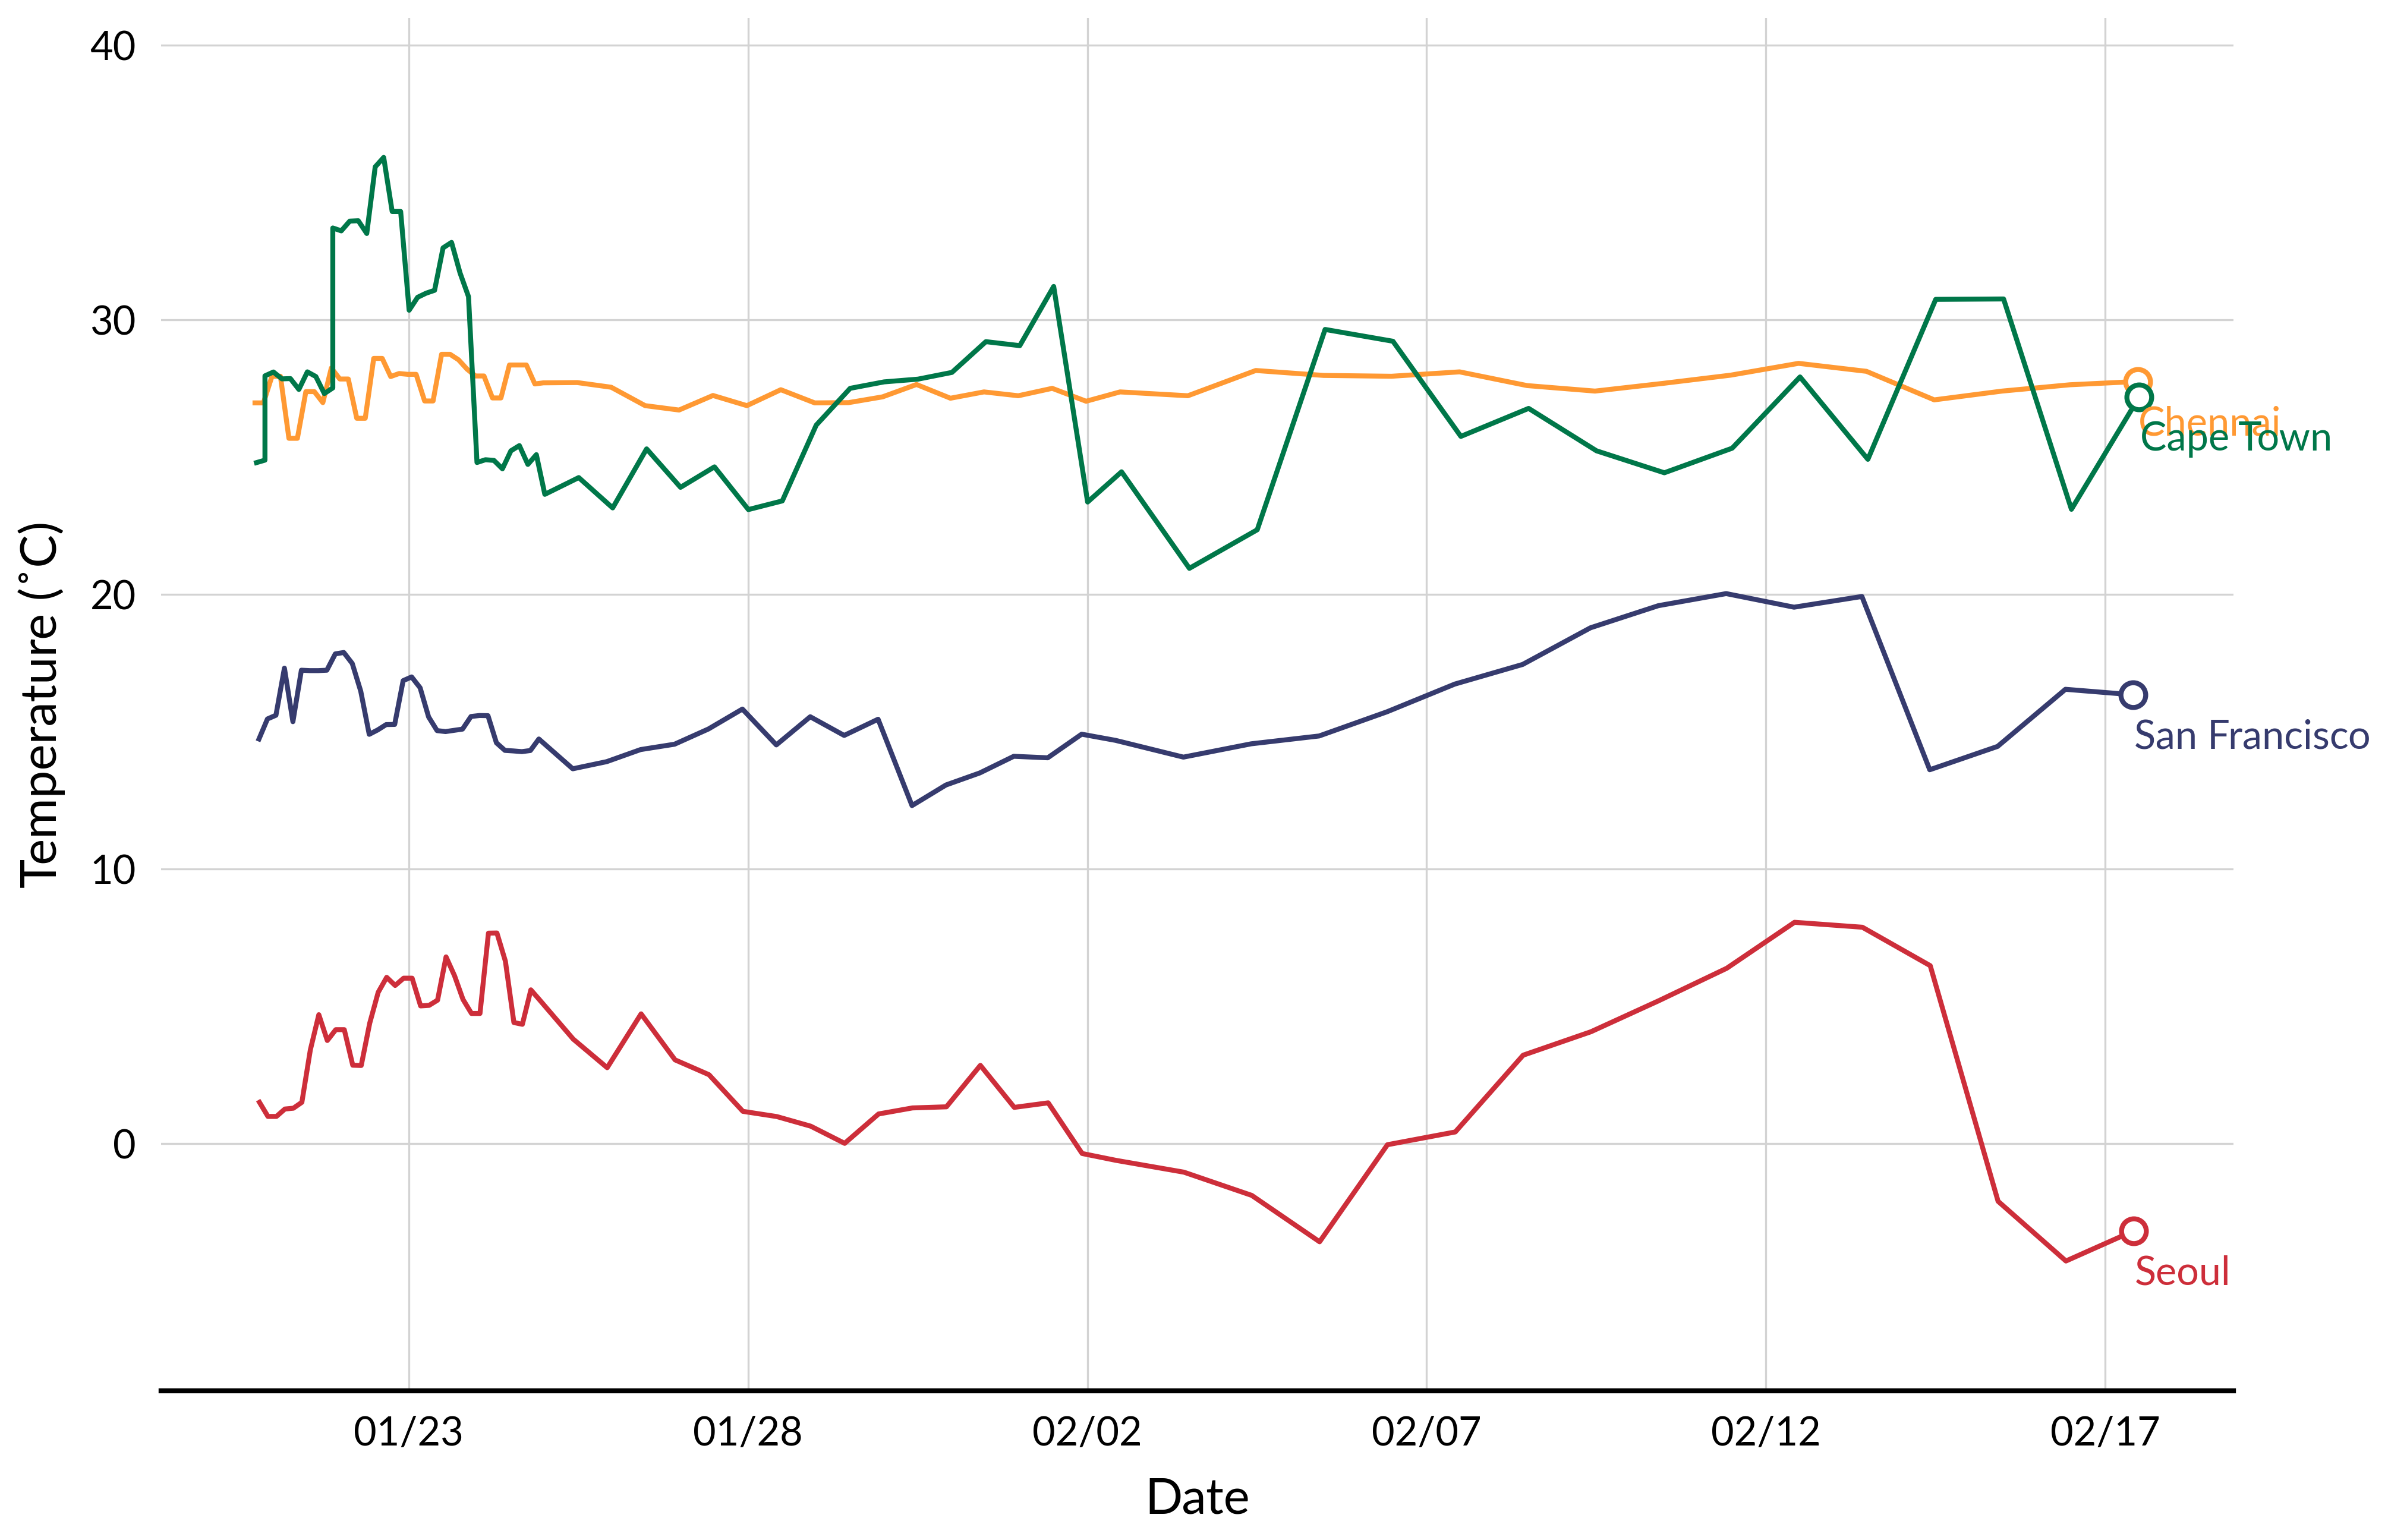 40
30
20
10
0
Temperature (°C)
Chennai
Cape Town
San Francisco
Seoul
01/23 01/28 02/02 02/07 02/12 02/17
Date